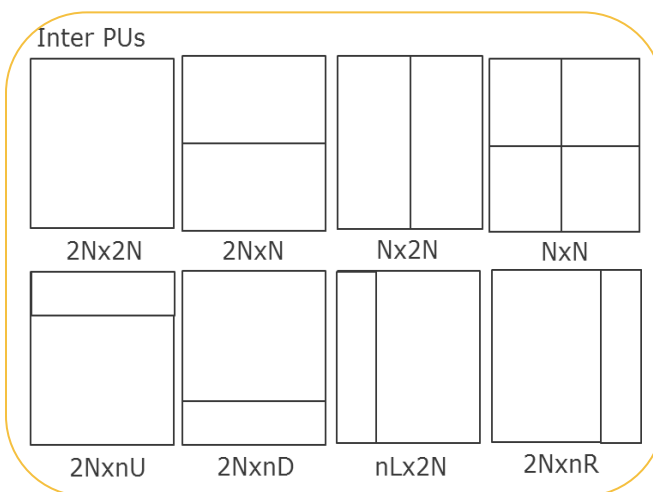 Inter PUs
2Nx2N
2NxN
Nx2N
NxN
2NxnU
2NxnD
nLx2N
2NxnR